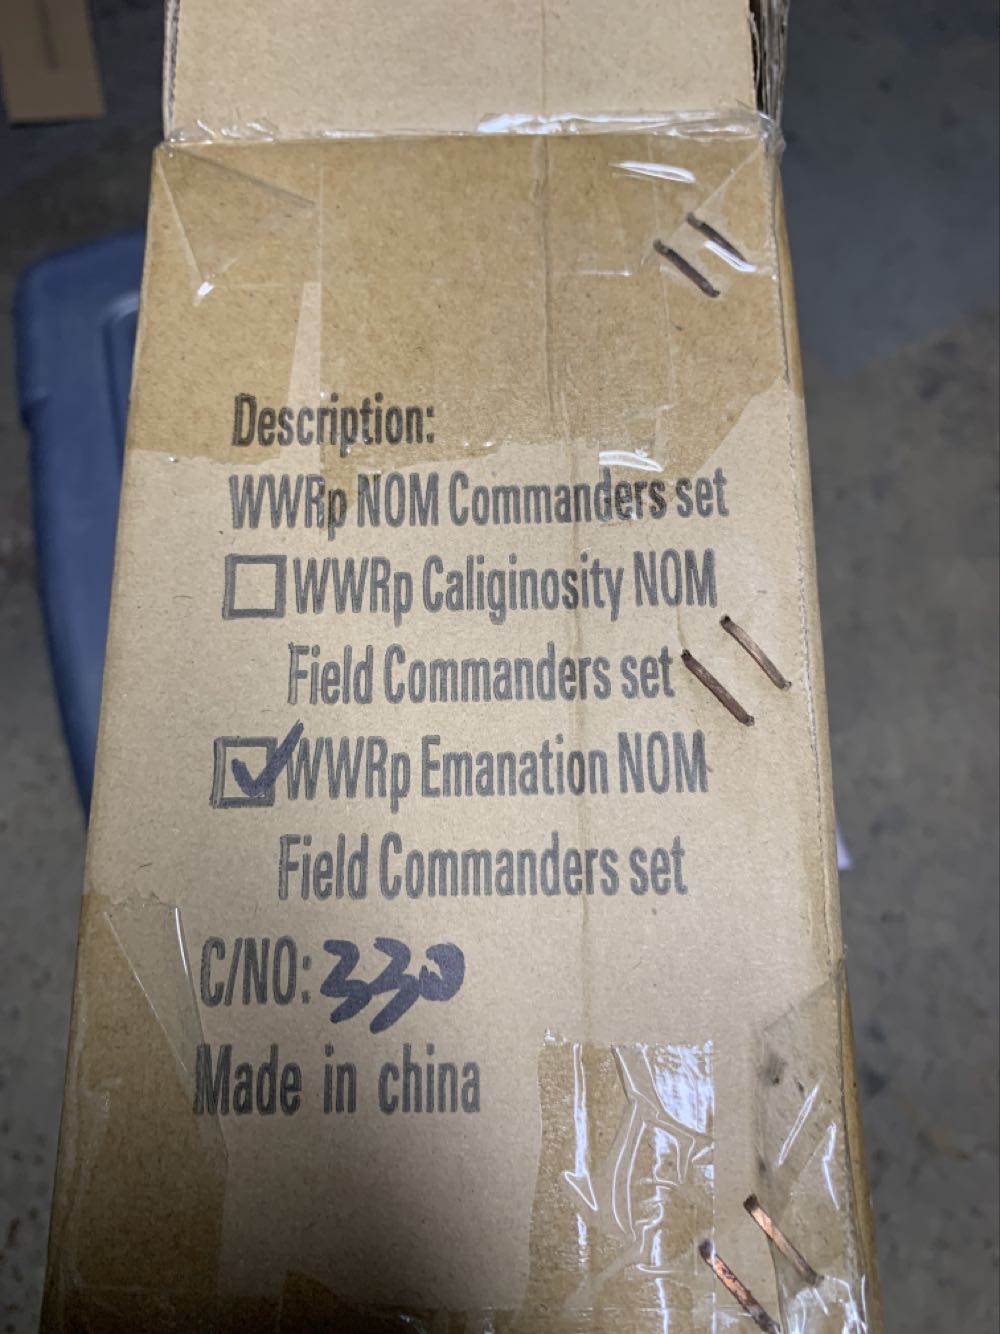 Description:
WWRp NOM Commanders set
WWRp Caliginosity NOM
Field Commanders set
WWRp Emanation NOM
Field Commanders set
C/NO: 330
Made in china